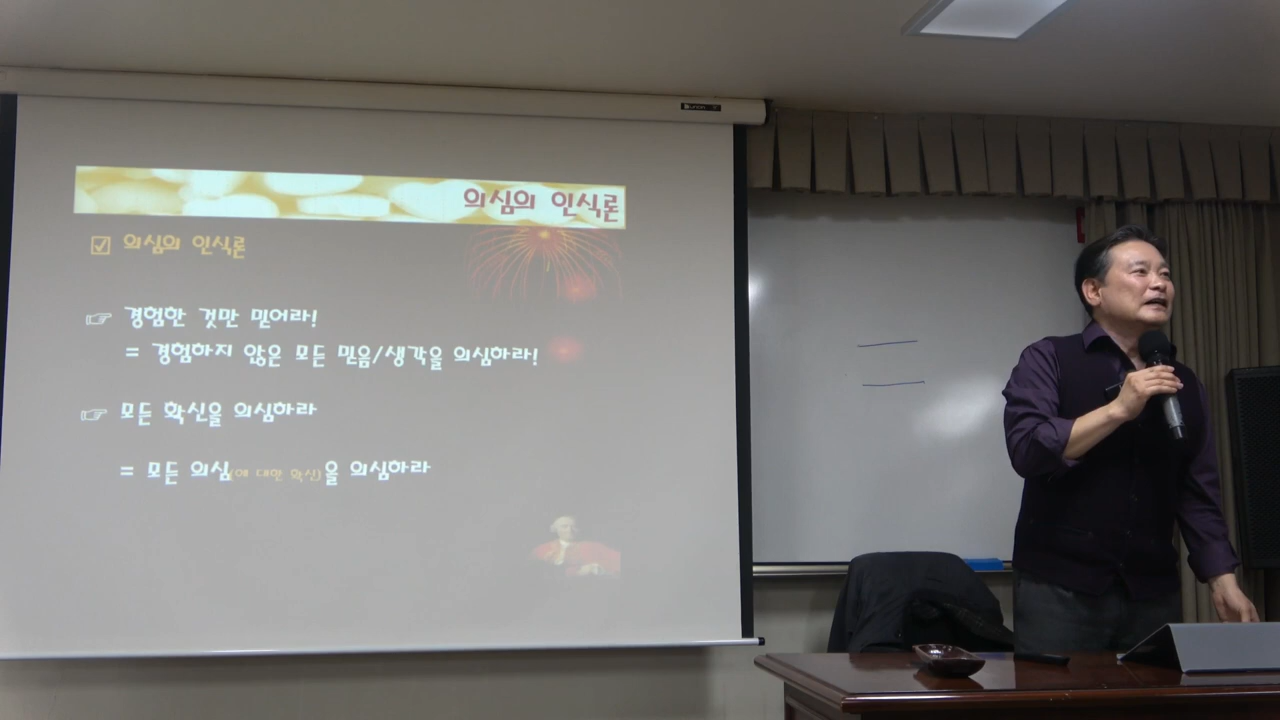 의심의 인식론
☑ 의심의 인식론
☞ 경험한 것만 믿어라!
= 경험하지 않은 모든 믿음/생각을 의심하라!
☞ 모든 확신을 의심하라
= 모든 의심(에 대한 확신)을 의심하라